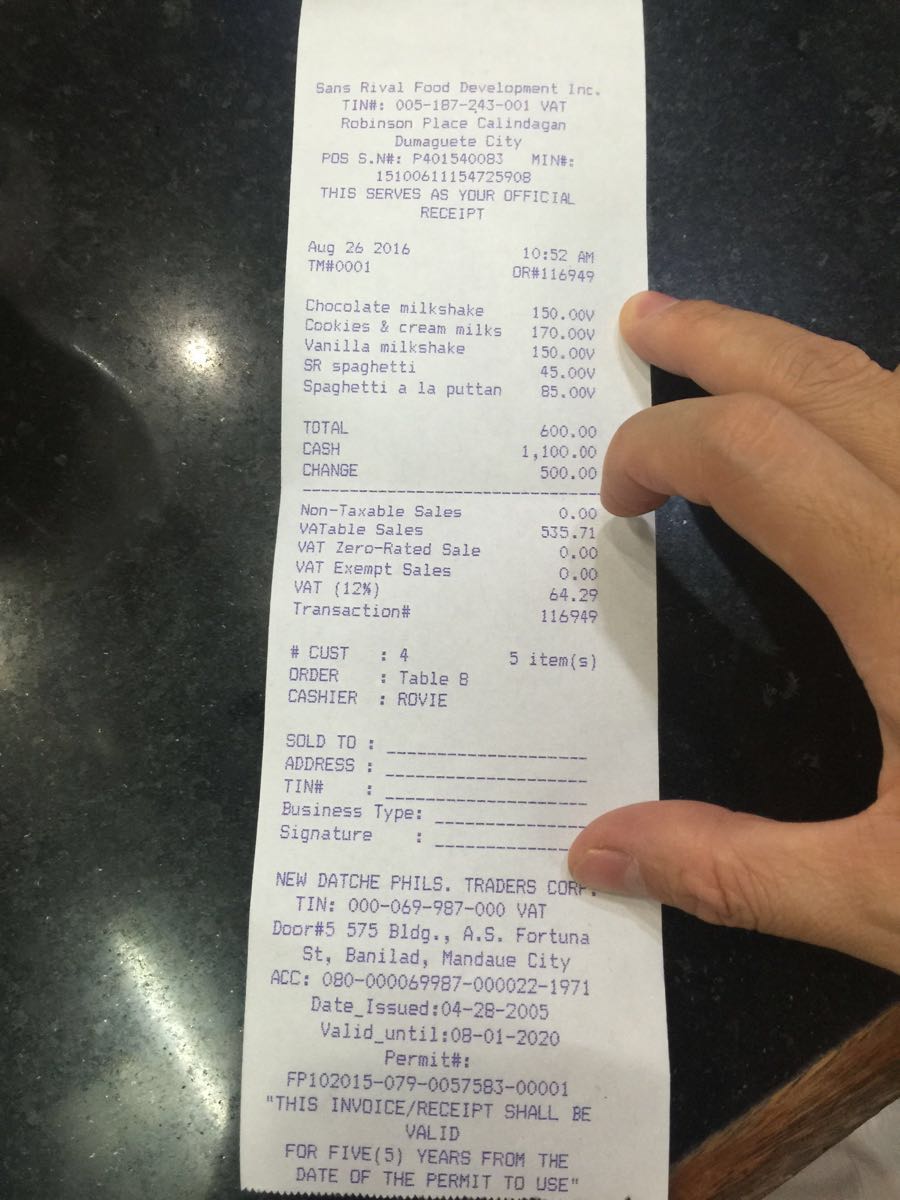 Sans Rival Food Development Inc.
TIN#: 005-187-243-001 VAT
Robinson Place Calindagan
Dumaguete City
POS S.N#: P401540083 MIN#:
15100611154725908
THIS SERVES AS YOUR OFFICIAL
RECEIPT
Aug 26 2016 10:52 AM
TM#0001 OR#116949
Chocolate milkshake 150.00V
Cookies & cream milks 170.00V
Vanilla milkshake 150.00V
SR spaghetti 45.00V
Spaghetti a la puttan 85.00V
TOTAL 600.00
CASH 1,100.00
CHANGE 500.00
Non-Taxable Sales 0.00
VATable Sales 535.71
VAT Zero-Rated Sale 0.00
VAT Exempt Sales 0.00
VAT (12%) 64.29
Transaction# 116949
# CUST : 4 5 item(s)
ORDER : Table 8
CASHIER : ROVIE
SOLD TO :
ADDRESS :
TIN# :
Business Type:
Signature :
NEW DATCHE PHILS. TRADERS CORP.
TIN: 000-069-987-000 VAT
Door#5 575 Bldg., A.S. Fortuna
St, Banilad, Mandaue City
ACC: 080-000069987-000022-1971
Date_Issued:04-28-2005
Valid_until:08-01-2020
Permit#:
FP102015-079-0057583-00001
"THIS INVOICE/RECEIPT SHALL BE
VALID
FOR FIVE(5) YEARS FROM THE
DATE OF THE PERMIT TO USE"